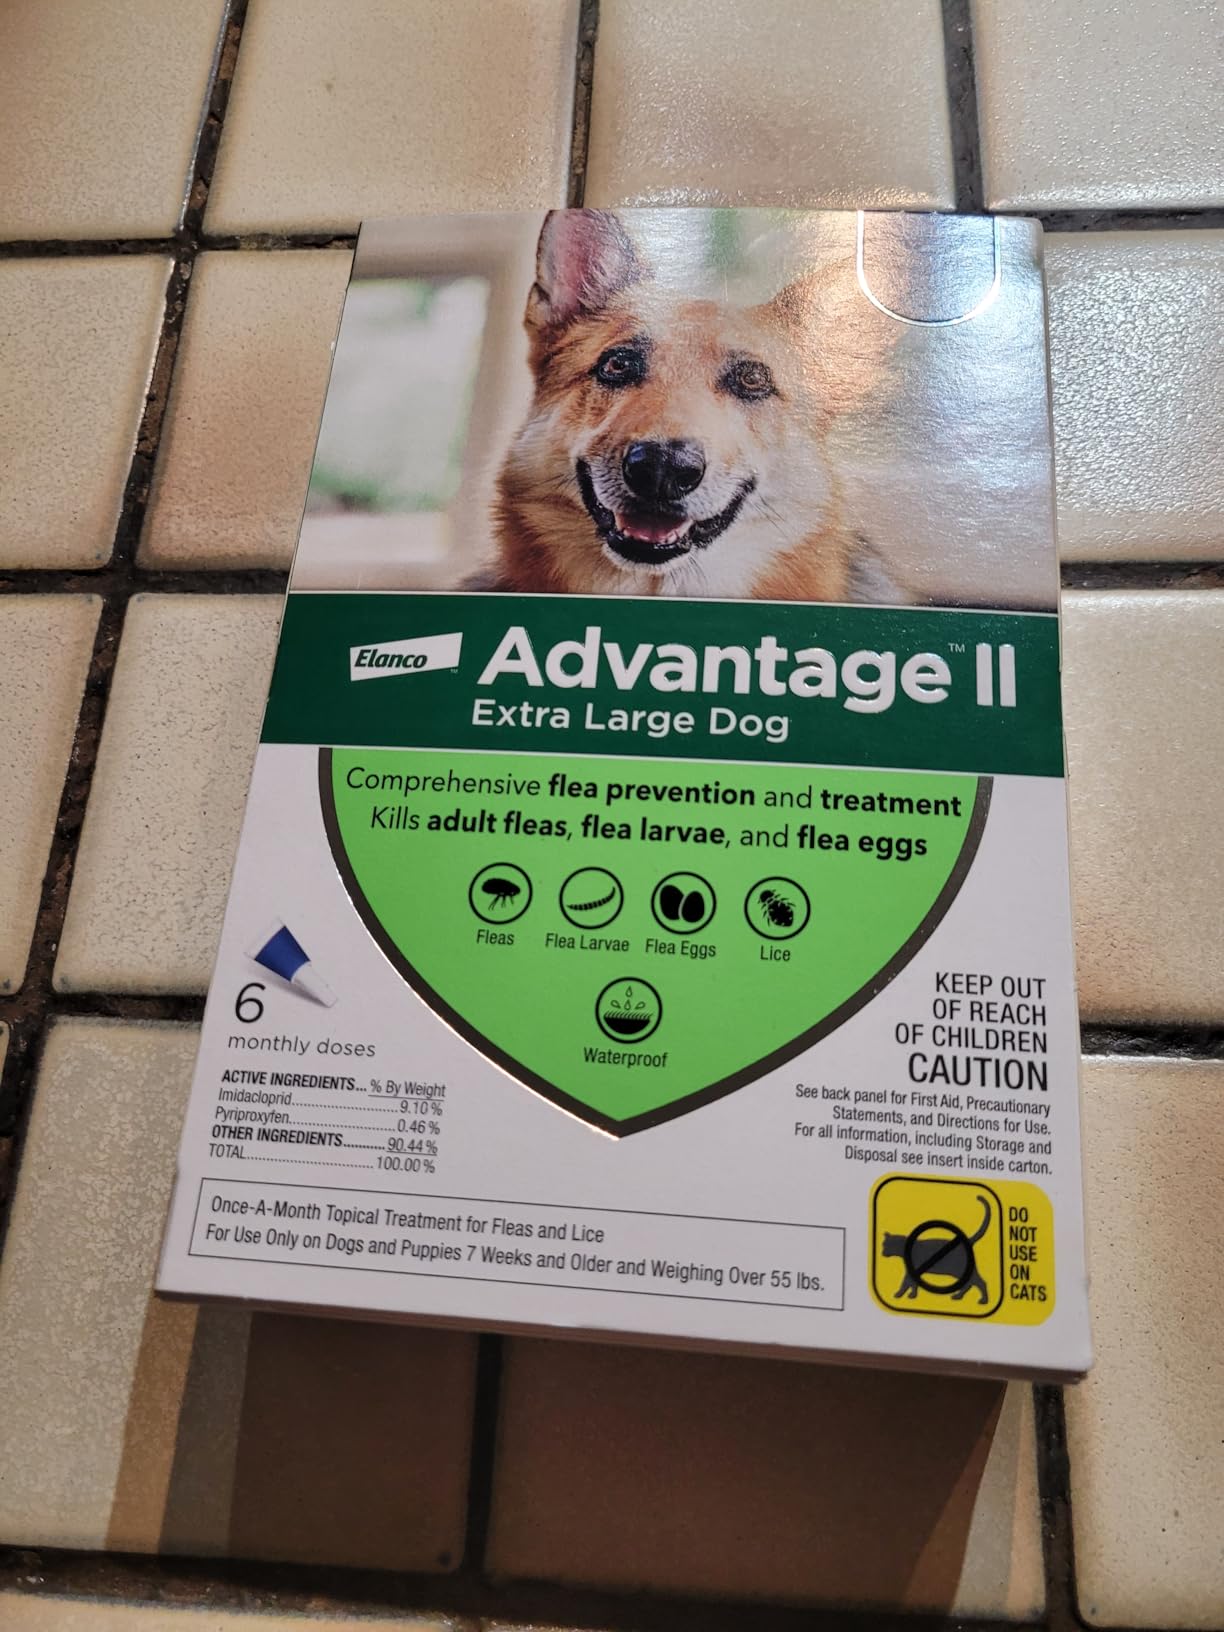 Elanco™
Advantage™ II
Extra Large Dog
Comprehensive flea prevention and treatment
Kills adult fleas, flea larvae, and flea eggs
Fleas
Flea Larvae
Flea Eggs
Lice
Waterproof
6
monthly doses
ACTIVE INGREDIENTS... % By Weight
Imidacloprid..........................9.10%
Pyriproxyfen..........................0.46%
OTHER INGREDIENTS..........90.44%
TOTAL..............................100.00%
KEEP OUT
OF REACH
OF CHILDREN
CAUTION
See back panel for First Aid, Precautionary
Statements, and Directions for Use.
For all information, including Storage and
Disposal see insert inside carton.
Once-A-Month Topical Treatment for Fleas and Lice
For Use Only on Dogs and Puppies 7 Weeks and Older and Weighing Over 55 lbs.
DO
NOT
USE
ON
CATS